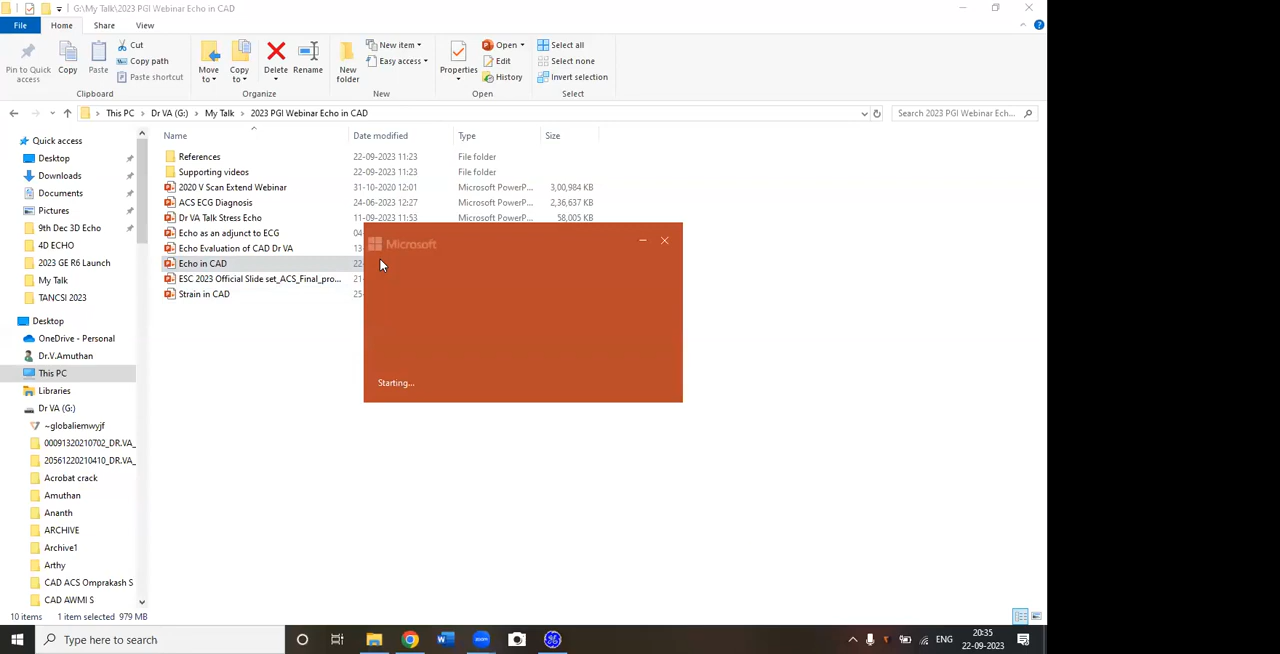 G:\My Talk\2023 PGI Webinar Echo in CAD
File Home Share View
Pin to Quick access
Copy
Paste
Cut
Copy path
Paste shortcut
Clipboard
Move to
Copy to
Delete
Rename
Organize
New folder
New item
Easy access
New
Properties
Open
Edit
History
Open
Select all
Select none
Invert selection
Select
This PC > Dr VA (G:) > My Talk > 2023 PGI Webinar Echo in CAD
Search 2023 PGI Webinar Ech...
Name Date modified Type Size
References 22-09-2023 11:23 File folder
Supporting videos 22-09-2023 11:23 File folder
2020 V Scan Extend Webinar 31-10-2020 12:01 Microsoft PowerP... 3,00,984 KB
ACS ECG Diagnosis 24-06-2023 12:27 Microsoft PowerP... 2,36,637 KB
Dr VA Talk Stress Echo 11-09-2023 11:53 Microsoft PowerP... 58,005 KB
Echo as an adjunct to ECG 04
Echo Evaluation of CAD Dr VA 13
Echo in CAD 22
ESC 2023 Official Slide set_ACS_Final_pro... 21
Strain in CAD 25
Microsoft
Starting...
Quick access
Desktop
Downloads
Documents
Pictures
9th Dec 3D Echo
4D ECHO
2023 GE R6 Launch
My Talk
TANCSI 2023
Desktop
OneDrive - Personal
Dr.V.Amuthan
This PC
Libraries
Dr VA (G:)
~globaliemwyjf
00091320210702_DR.VA_
20561220210410_DR.VA_
Acrobat crack
Amuthan
Ananth
ARCHIVE
Archive1
Arthy
CAD ACS Omprakash S
CAD AWMI S
10 items 1 item selected 979 MB
Type here to search
ENG
20:35
22-09-2023